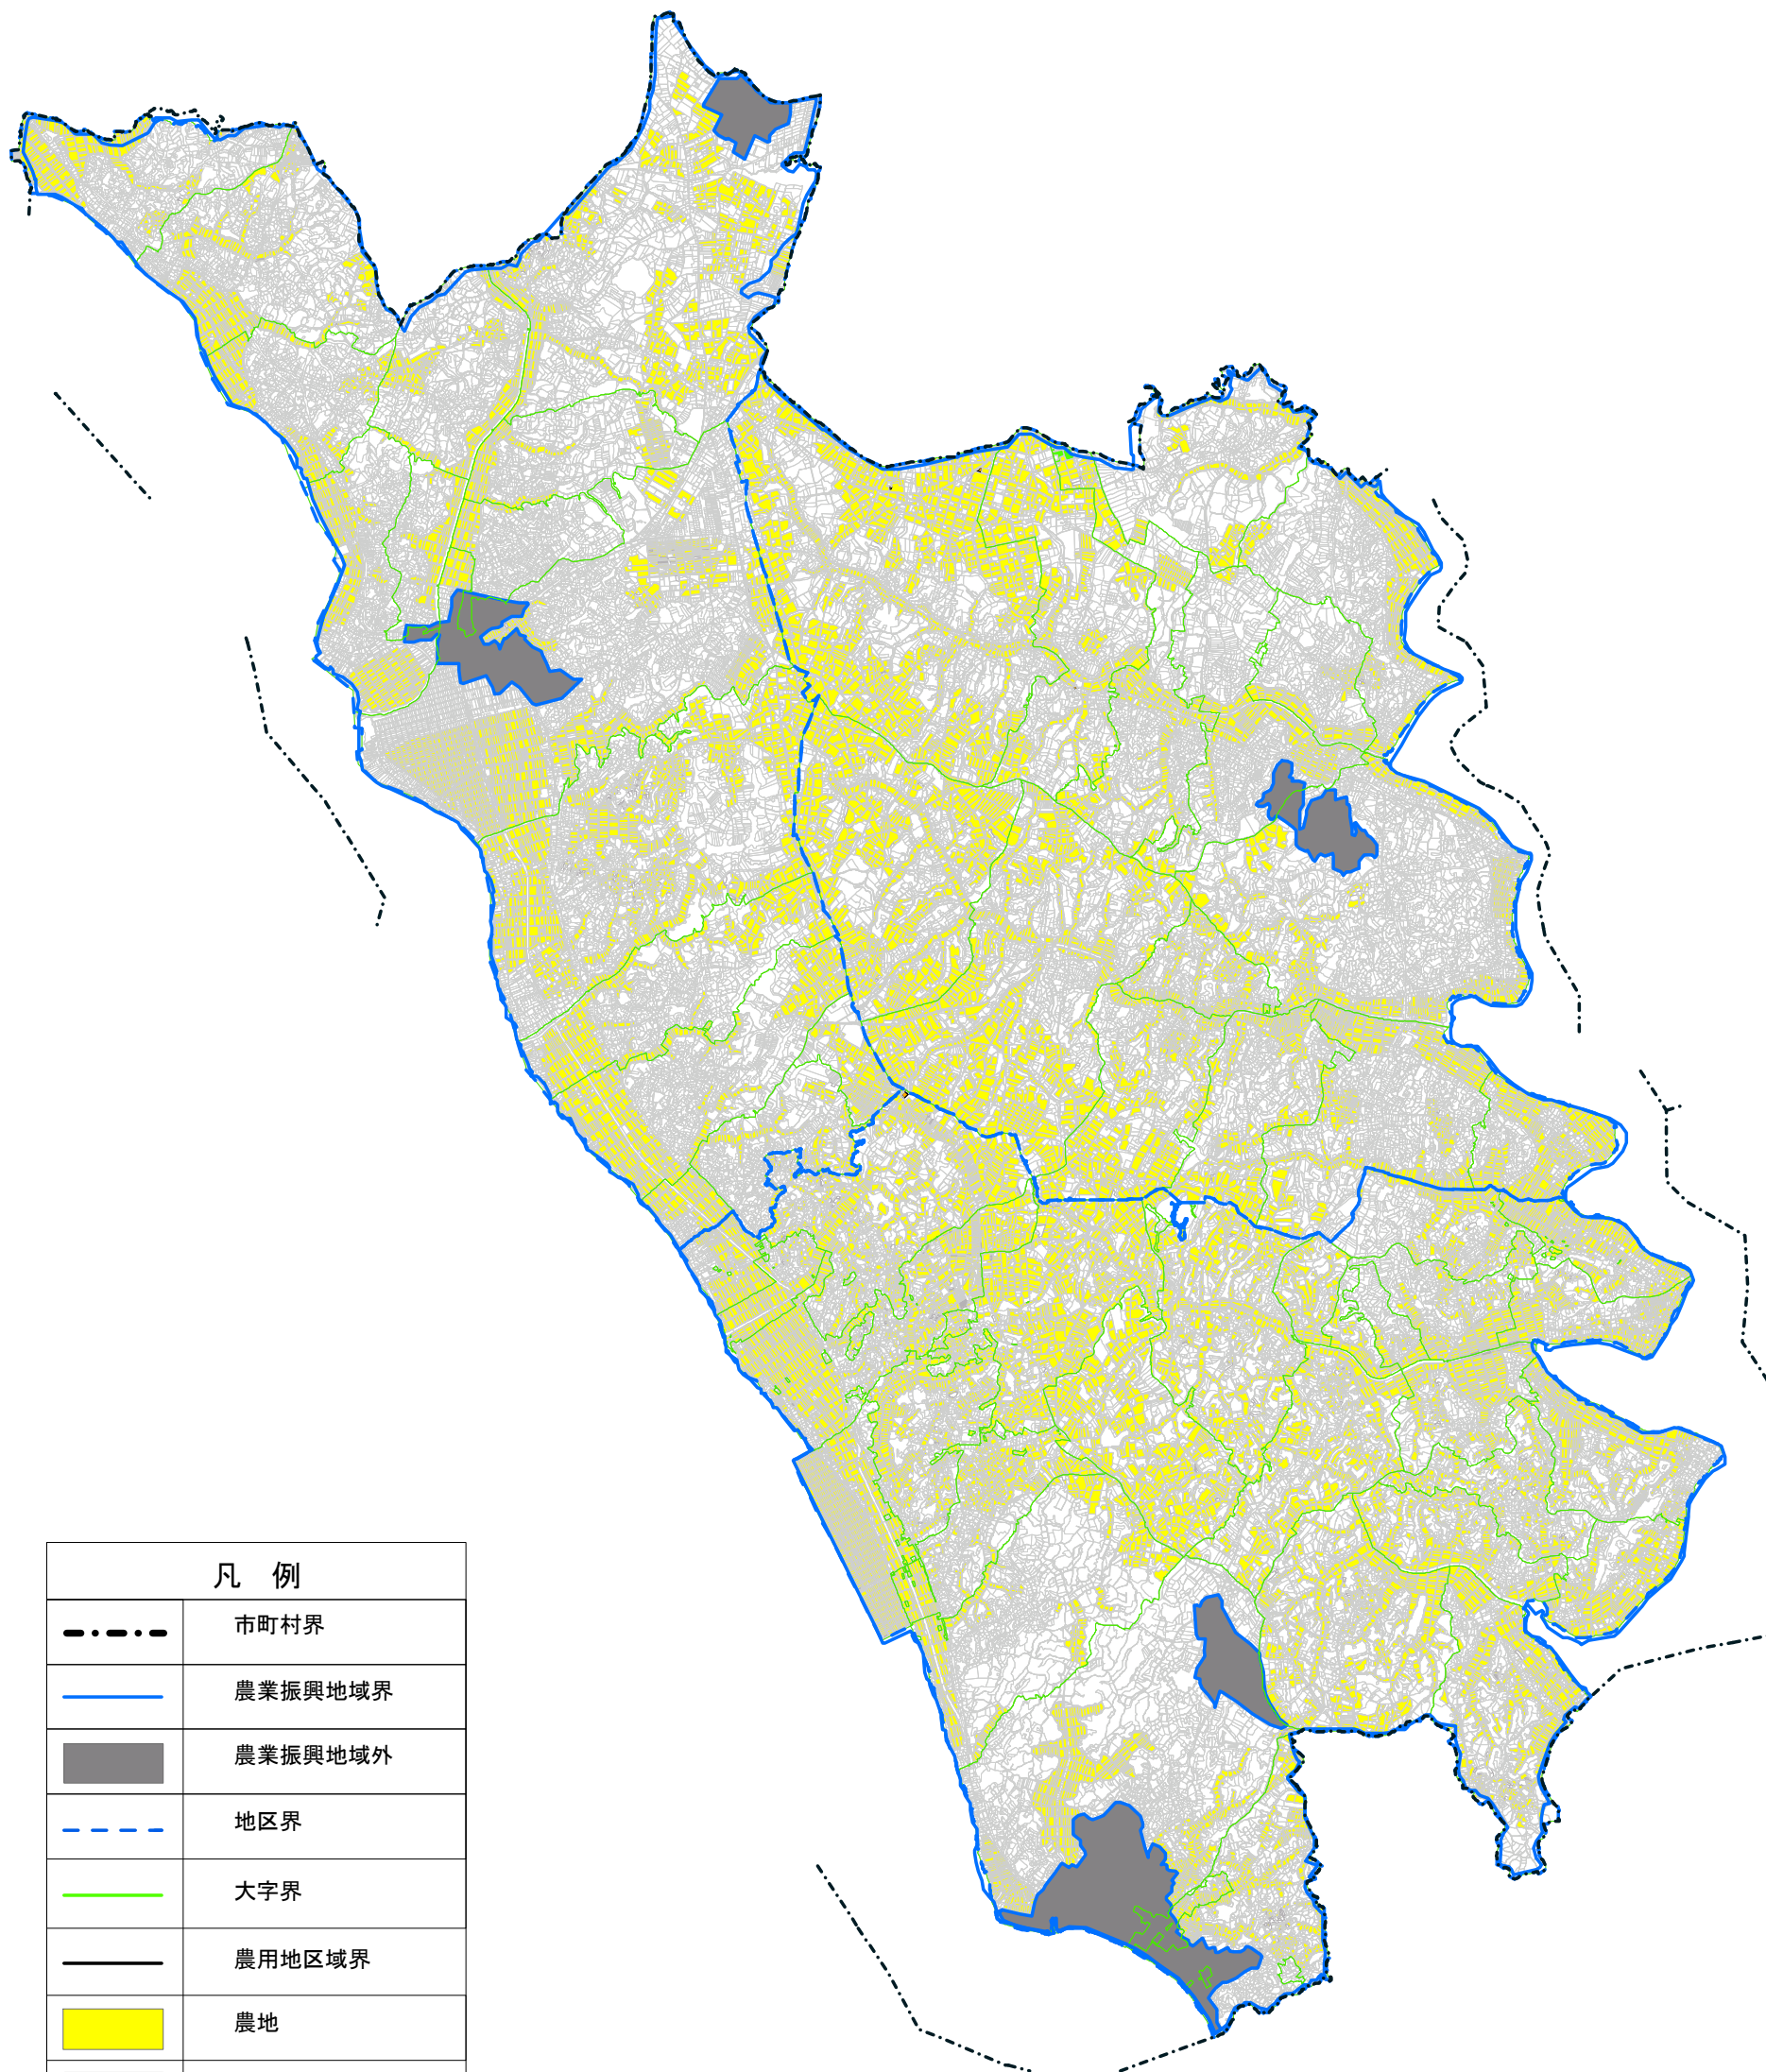 凡 例
市町村界
農業振興地域界
農業振興地域外
地区界
大字界
農用地区域界
農地